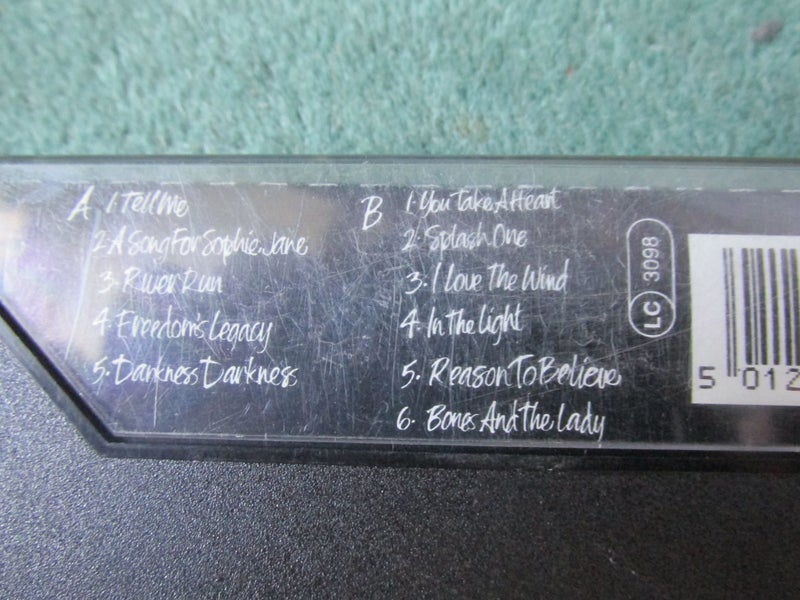 A 1. Tell Me
2. A Song For Sophie Jane
3. River Run
4. Freedom's Legacy
5. Darkness Darkness
B 1. You Take A Heart
2. Splash One
3. I Love The Wind
4. In The Light
5. Reason To Believe
6. Bones And The Lady
LC 3098
5 012